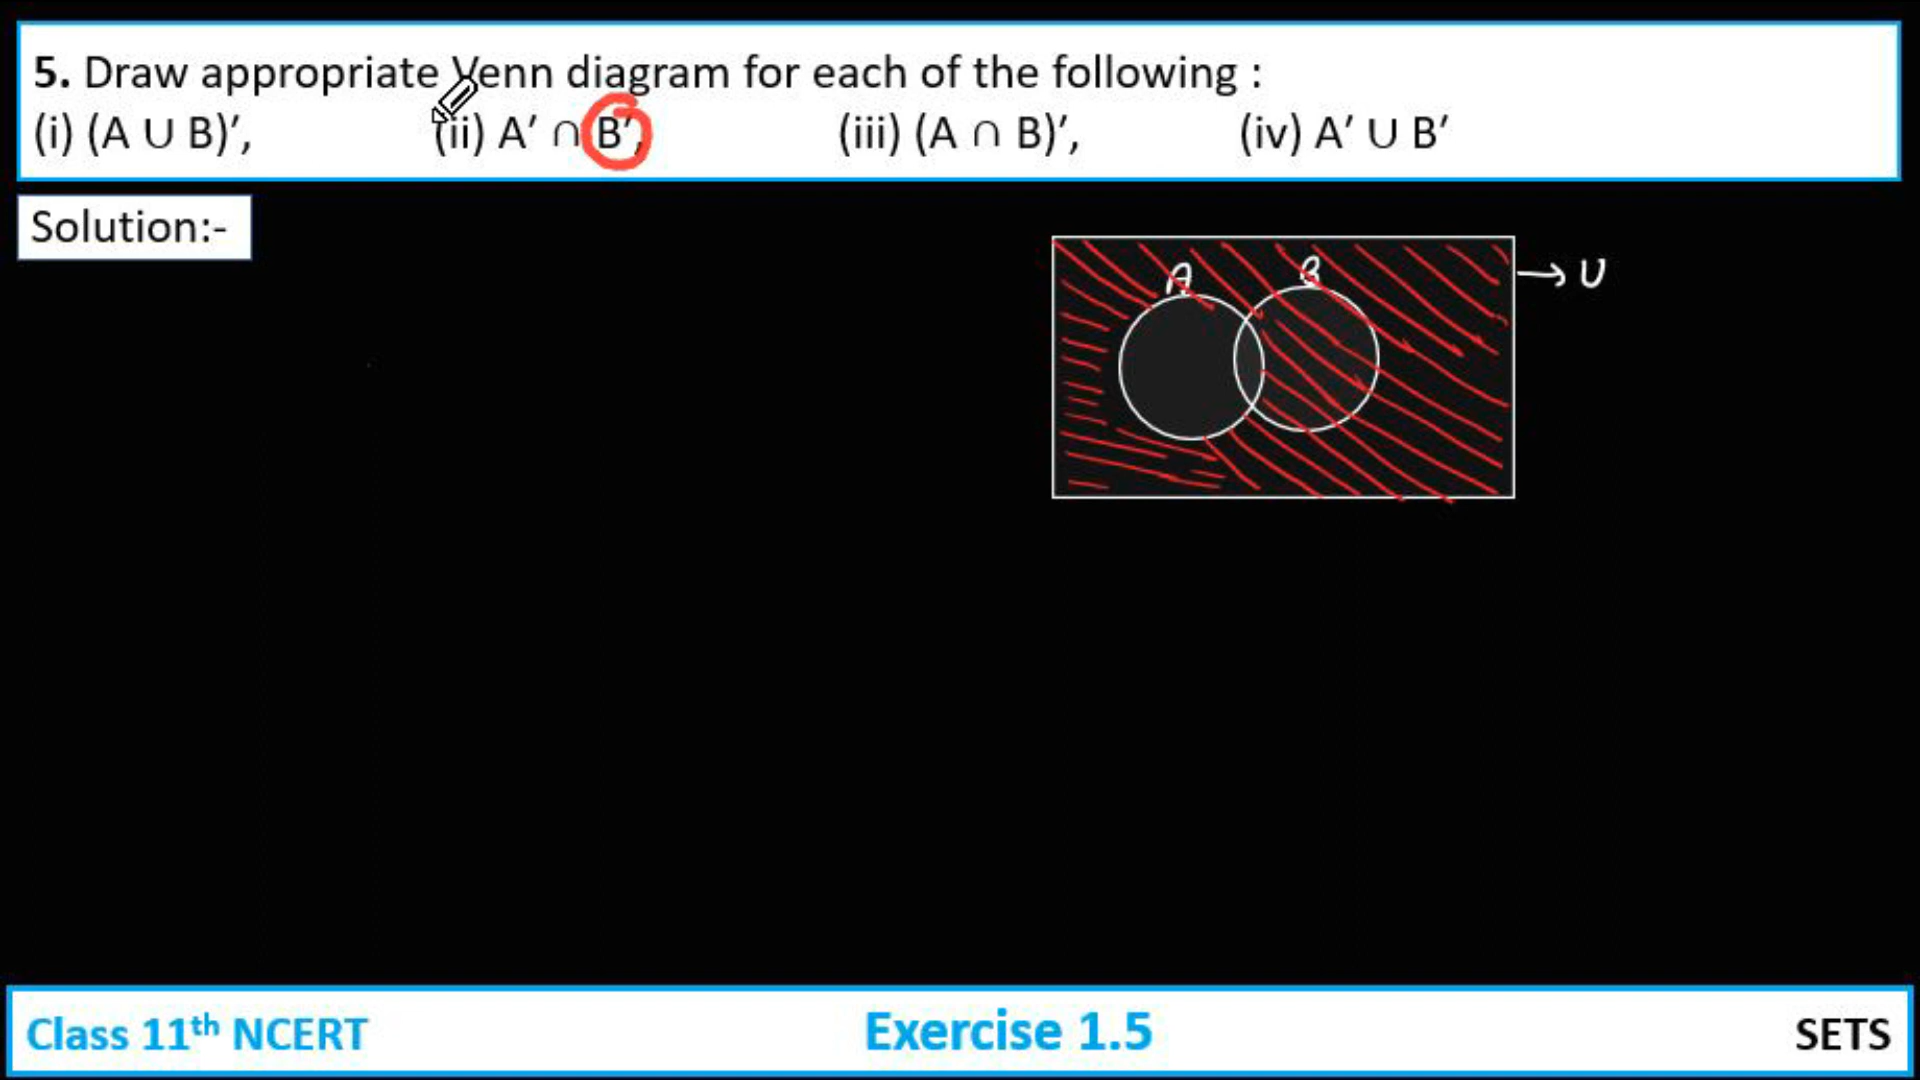 5. Draw appropriate Venn diagram for each of the following :
(i) (A ∪ B)′, (ii) A′ ∩ B′, (iii) (A ∩ B)′, (iv) A′ ∪ B′
Solution:-
A B → U
Class 11th NCERT Exercise 1.5 SETS